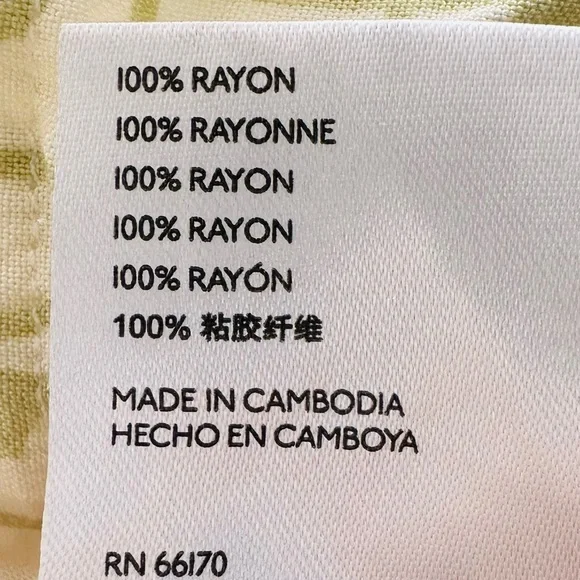 100% RAYON
100% RAYONNE
100% RAYON
100% RAYON
100% RAYÓN
100% 粘胶纤维
MADE IN CAMBODIA
HECHO EN CAMBOYA
RN 66170